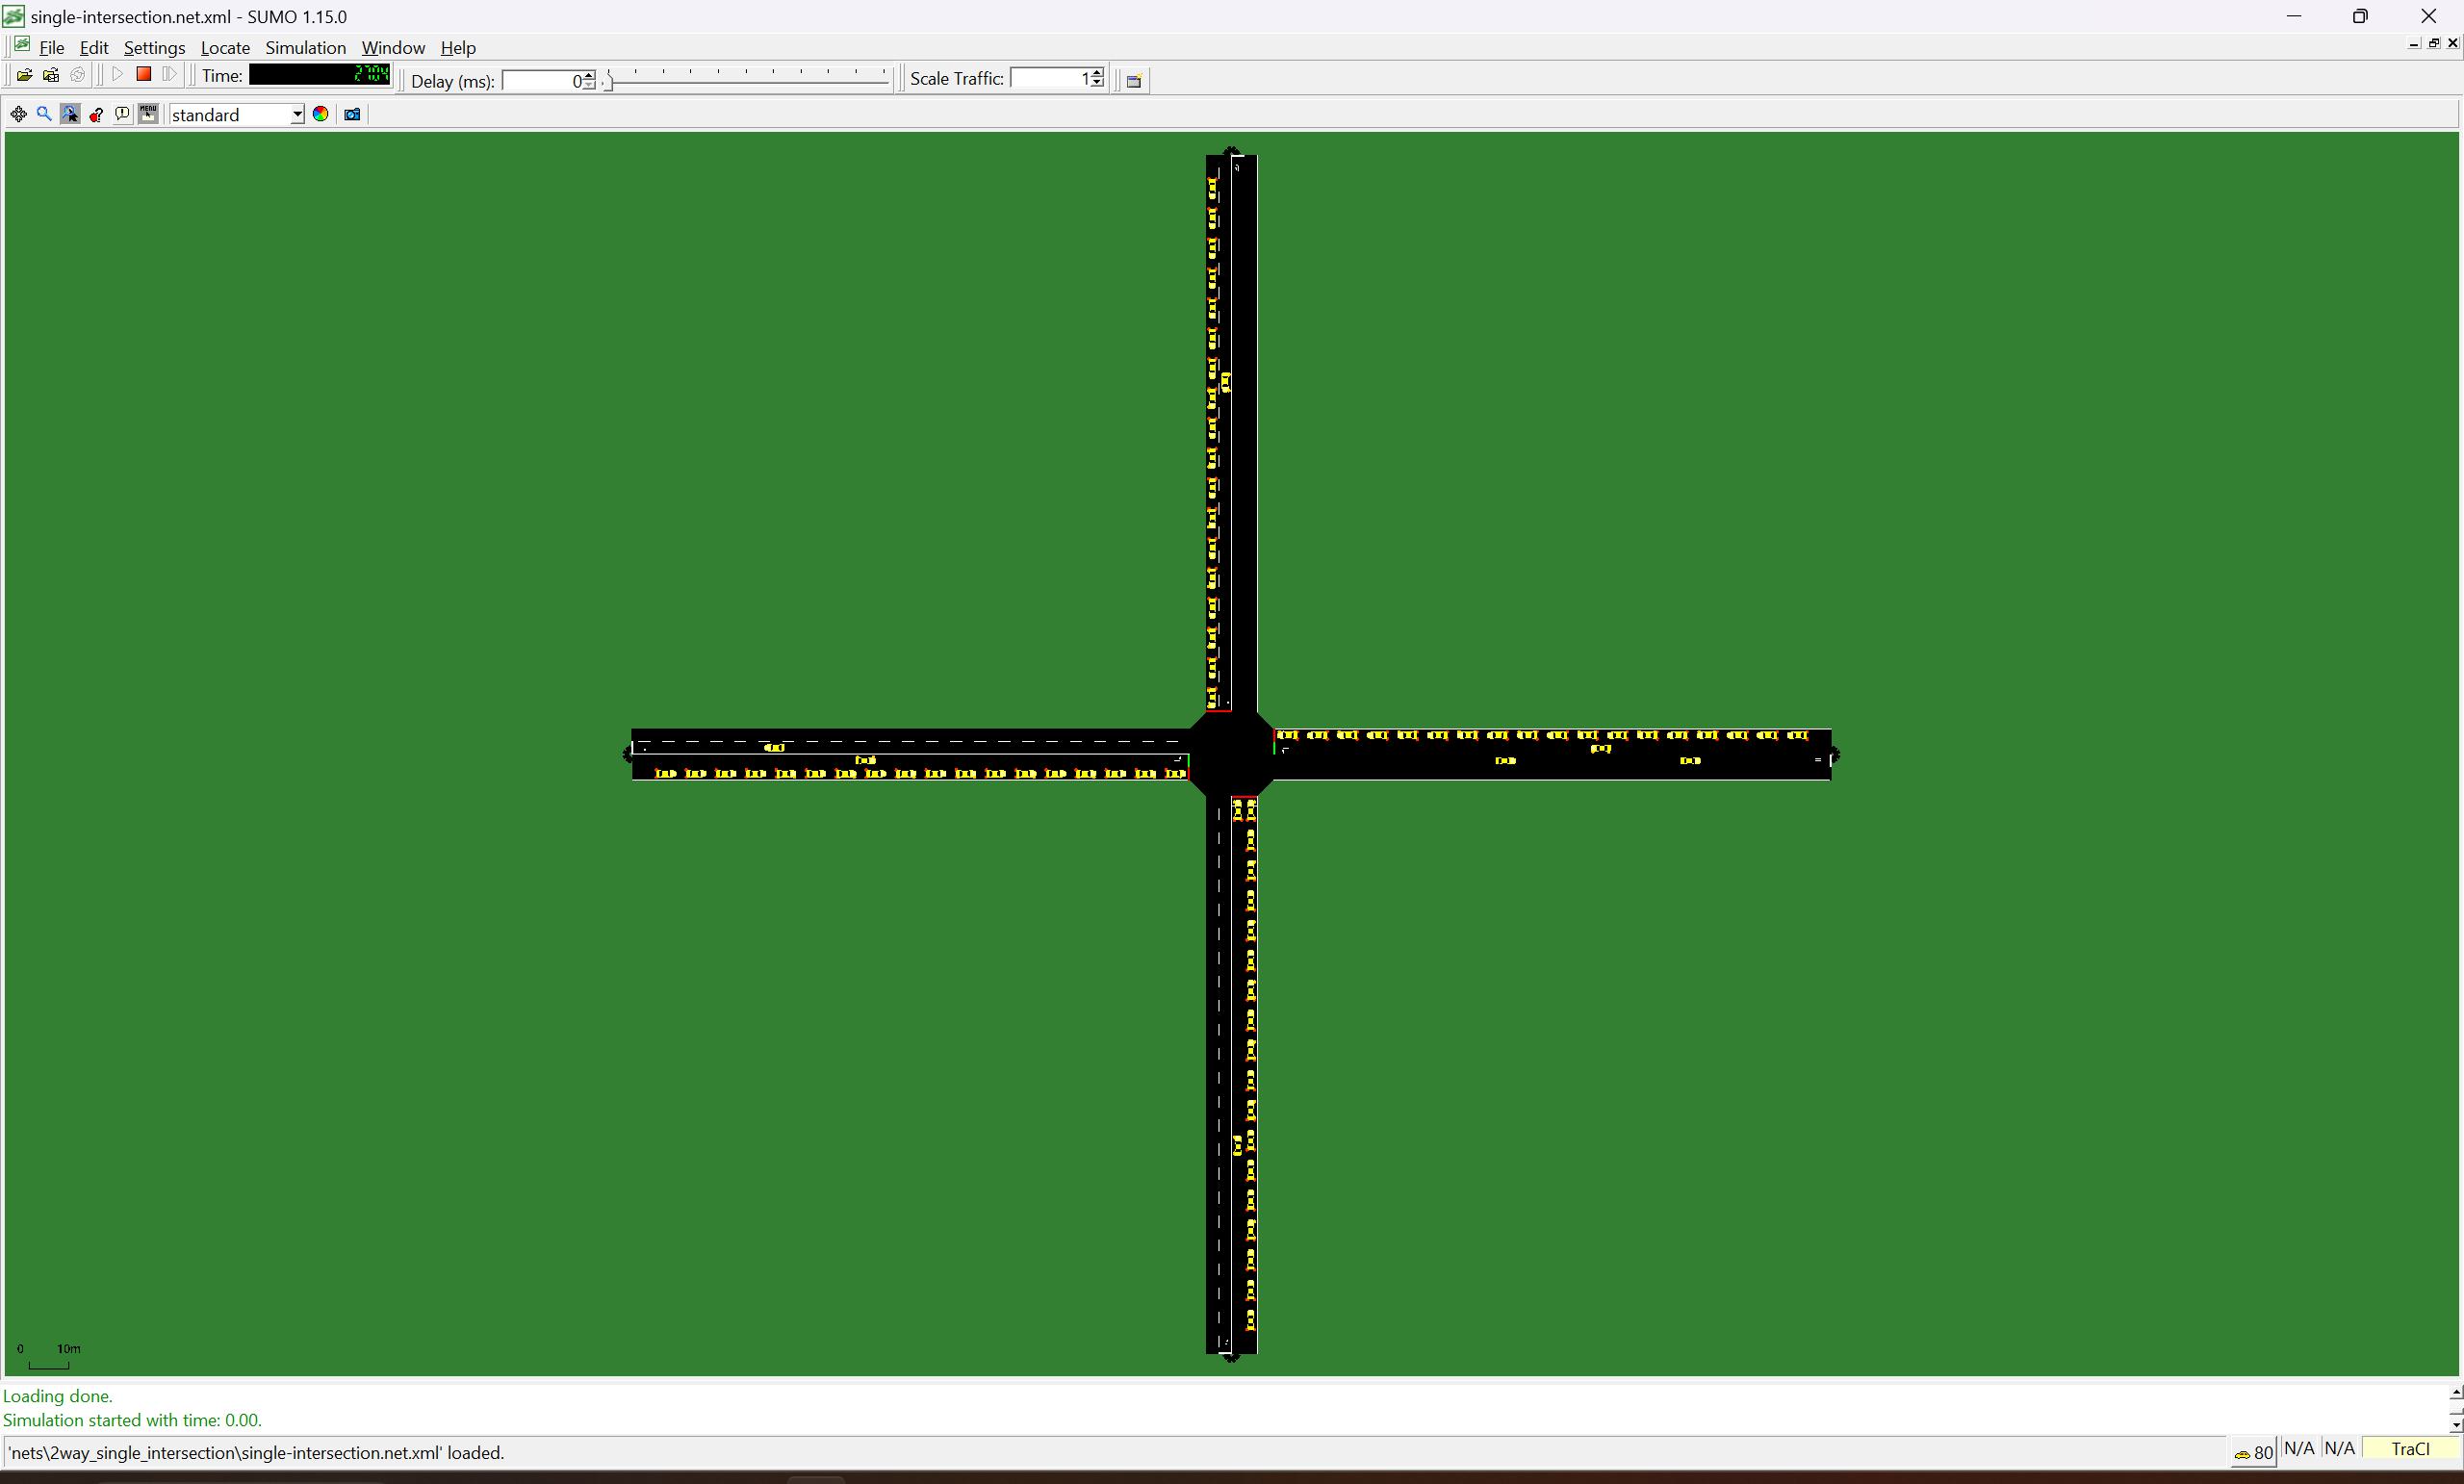 single-intersection.net.xml - SUMO 1.15.0
File Edit Settings Locate Simulation Window Help
Time: 2704 Delay (ms): 0 Scale Traffic: 1
MENU standard
0 10m
Loading done.
Simulation started with time: 0.00.
'nets\2way_single_intersection\single-intersection.net.xml' loaded. 80 N/A N/A TraCI